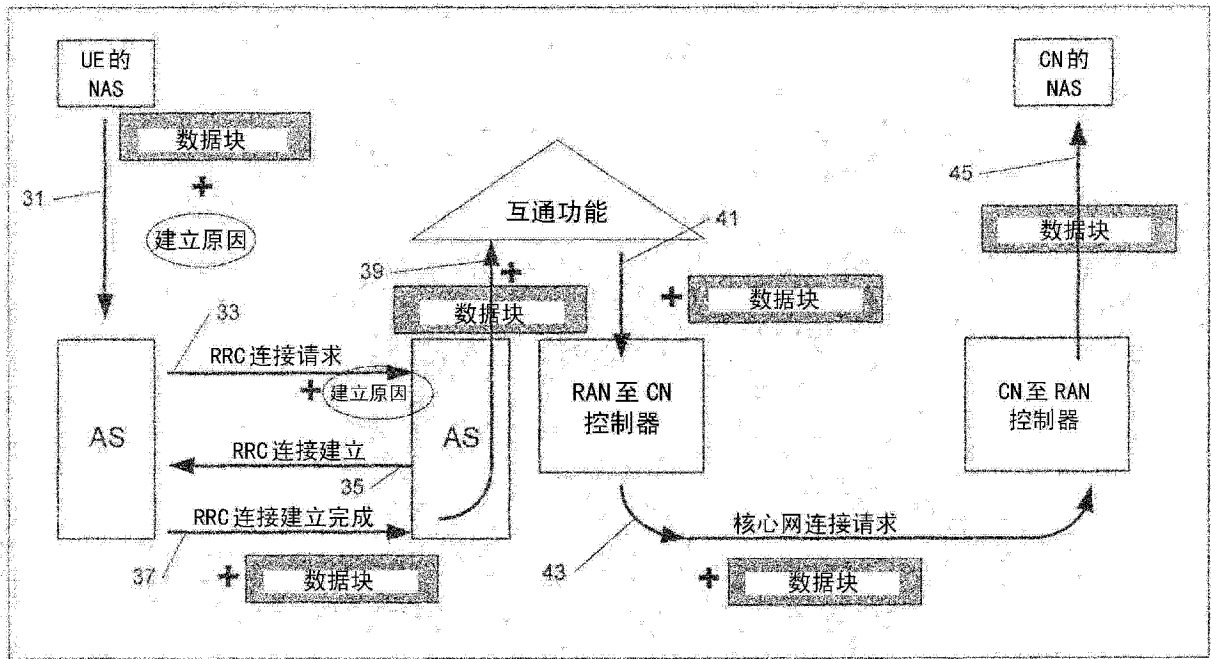 UE的
NAS
数据块
+
建立原因
31
33
RRC连接请求
+
建立原因
AS
AS
RRC连接建立
35
RRC连接建立完成
37
+
数据块
39
+
数据块
互通功能
41
+
数据块
RAN至CN
控制器
43
核心网连接请求
+
数据块
CN至RAN
控制器
45
数据块
CN的
NAS